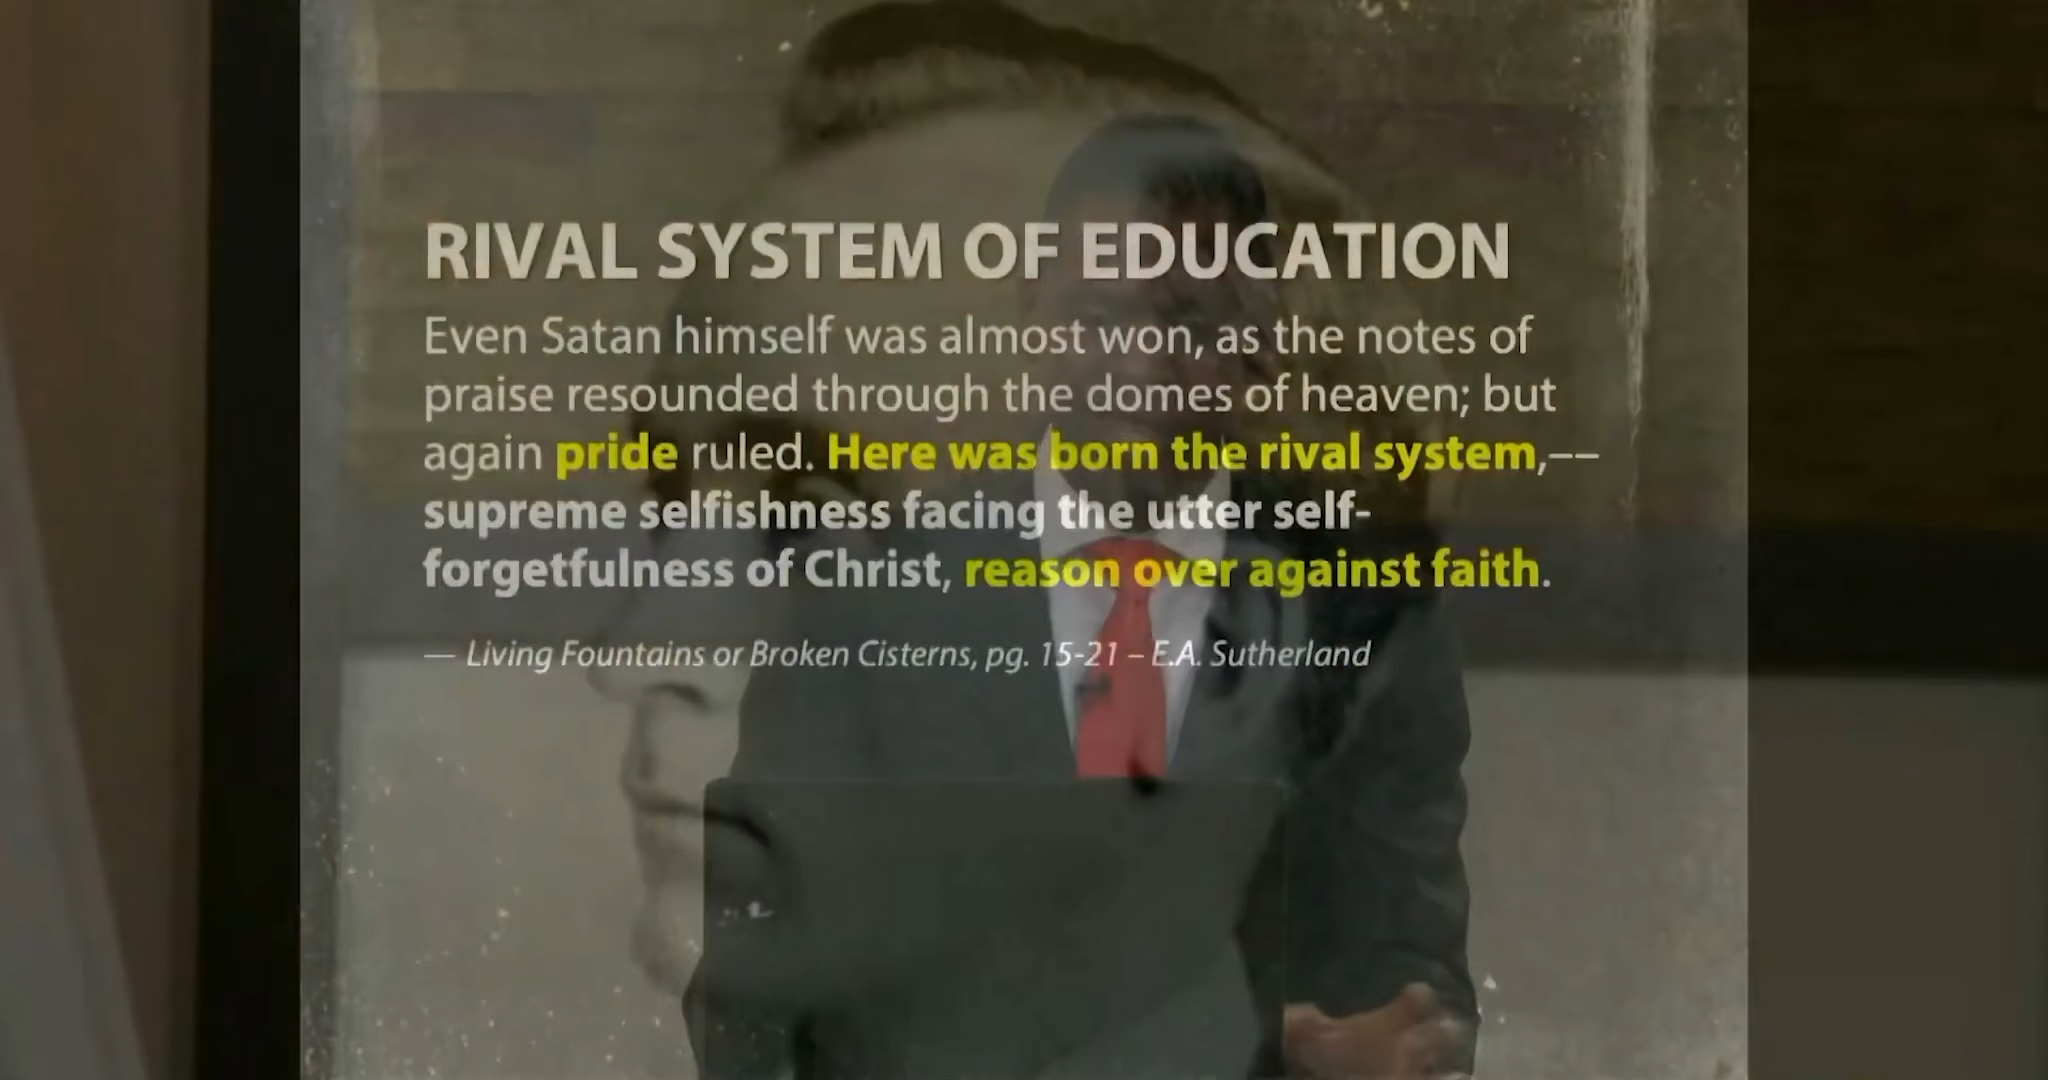 RIVAL SYSTEM OF EDUCATION
Even Satan himself was almost won, as the notes of
praise resounded through the domes of heaven; but
again pride ruled. Here was born the rival system,––
supreme selfishness facing the utter self-
forgetfulness of Christ, reason over against faith.
— Living Fountains or Broken Cisterns, pg. 15-21 – E.A. Sutherland